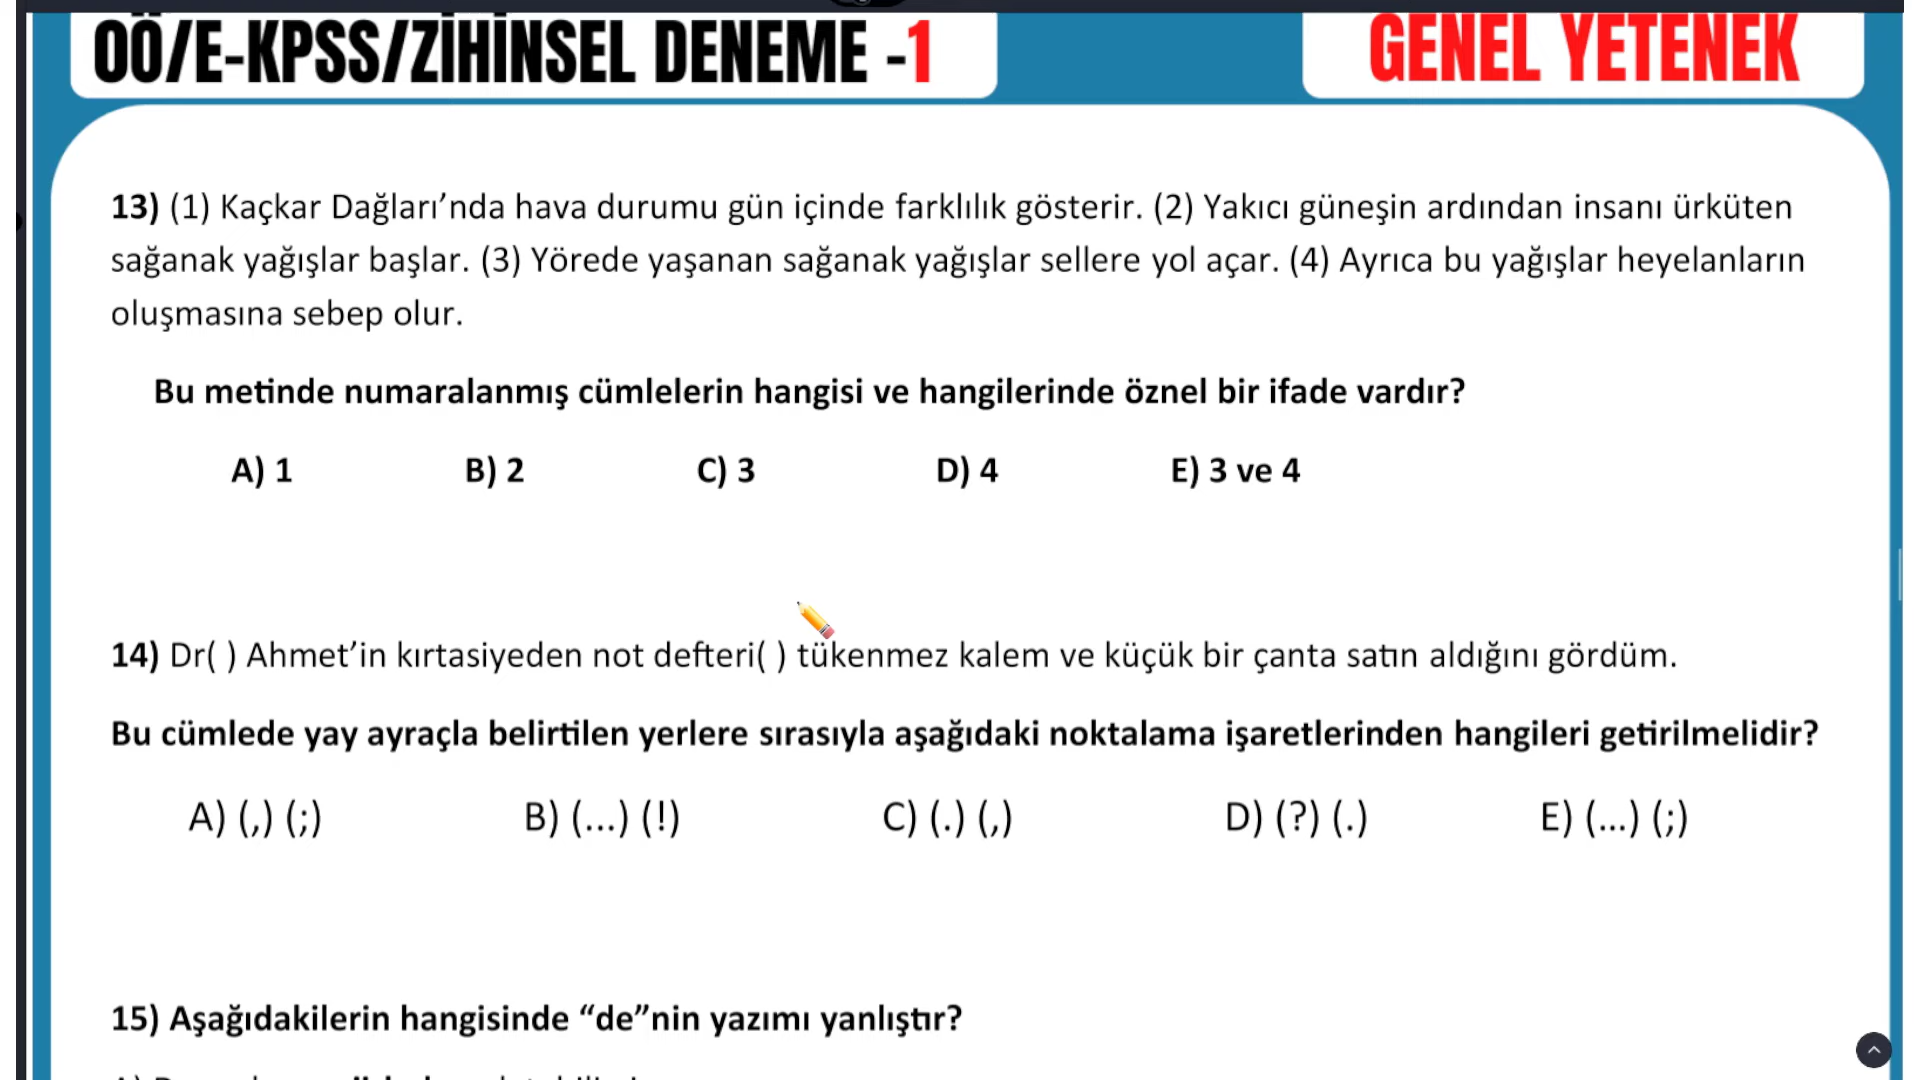 OÖ/E-KPSS/ZİHİNSEL DENEME -1
GENEL YETENEK
13) (1) Kaçkar Dağları’nda hava durumu gün içinde farklılık gösterir. (2) Yakıcı güneşin ardından insanı ürküten
sağanak yağışlar başlar. (3) Yörede yaşanan sağanak yağışlar sellere yol açar. (4) Ayrıca bu yağışlar heyelanların
oluşmasına sebep olur.
Bu metinde numaralanmış cümlelerin hangisi ve hangilerinde öznel bir ifade vardır?
A) 1 B) 2 C) 3 D) 4 E) 3 ve 4
14) Dr( ) Ahmet’in kırtasiyeden not defteri( ) tükenmez kalem ve küçük bir çanta satın aldığını gördüm.
Bu cümlede yay ayraçla belirtilen yerlere sırasıyla aşağıdaki noktalama işaretlerinden hangileri getirilmelidir?
A) (,) (;) B) (...) (!) C) (.) (,) D) (?) (.) E) (...) (;)
15) Aşağıdakilerin hangisinde “de”nin yazımı yanlıştır?